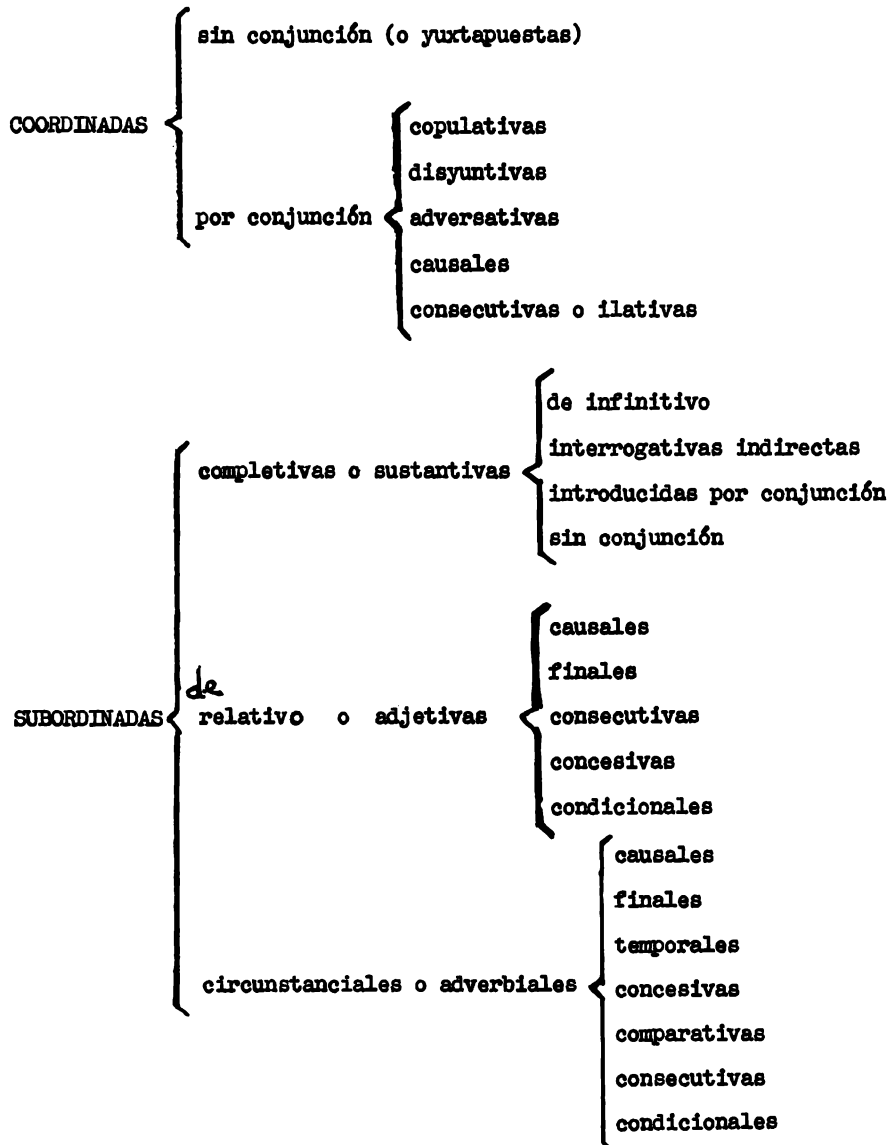 sin conjunción (o yuxtapuestas)
COORDINADAS
por conjunción
copulativas
disyuntivas
adversativas
causales
consecutivas o ilativas
SUBORDINADAS
completivas o sustantivas
de infinitivo
interrogativas indirectas
introducidas por conjunción
sin conjunción
de
relativo o adjetivas
causales
finales
consecutivas
concesivas
condicionales
circunstanciales o adverbiales
causales
finales
temporales
concesivas
comparativas
consecutivas
condicionales